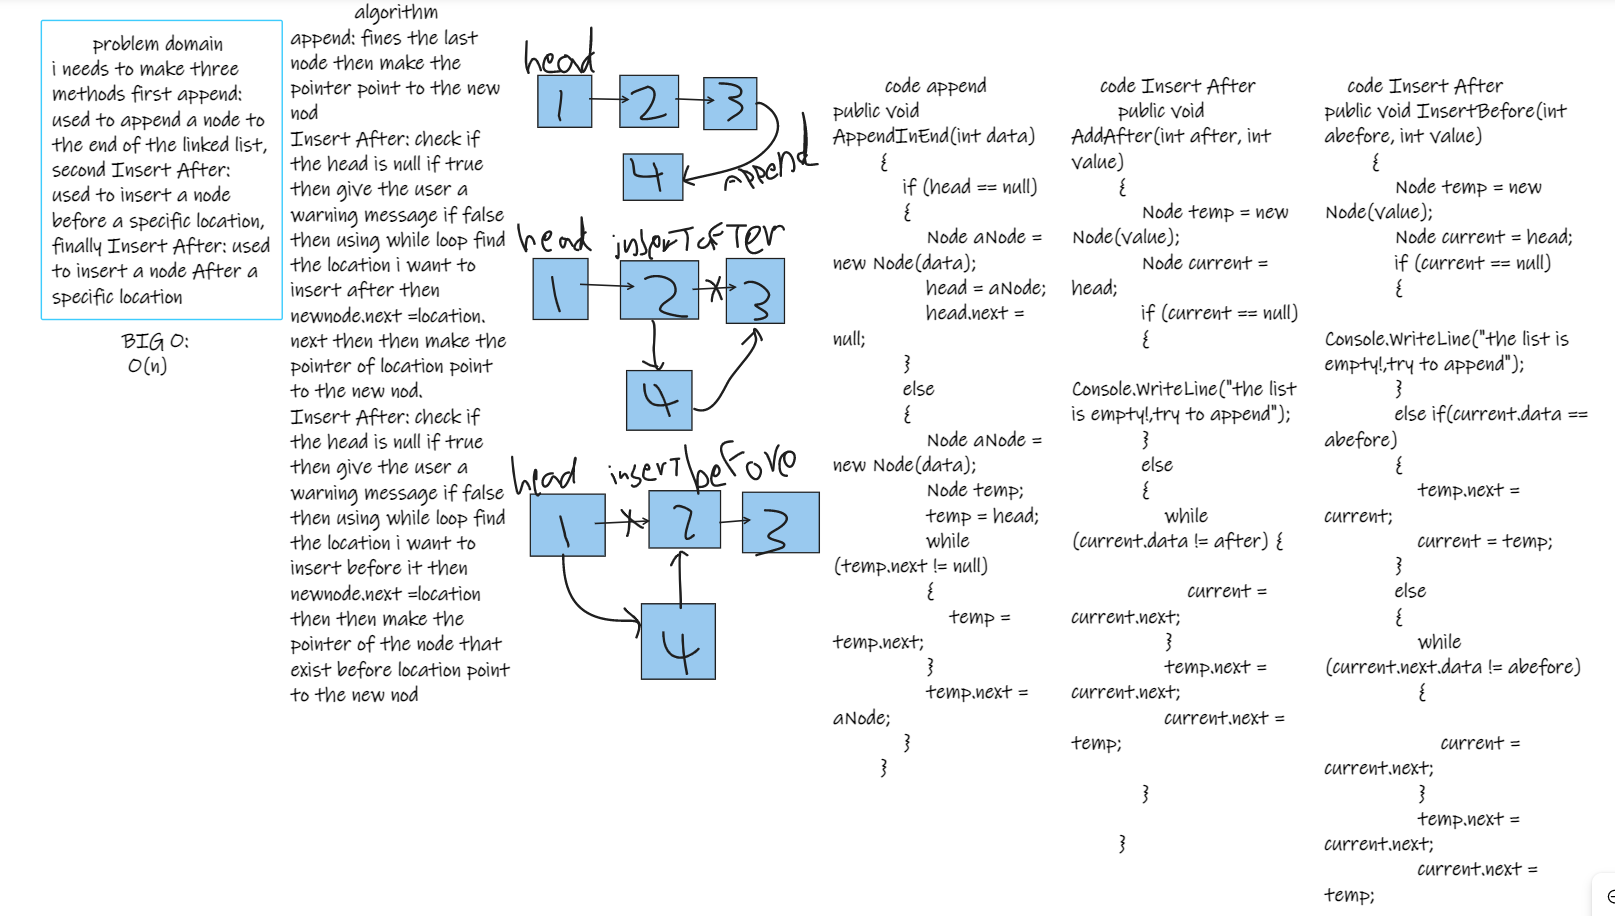 problem domain
i needs to make three
methods first append:
used to append a node to
the end of the linked list,
second Insert After:
used to insert a node
before a specific location,
finally Insert After: used
to insert a node After a
specific location
BIG O:
O(n)
algorithm
append: fines the last
node then make the
pointer point to the new
nod
Insert After: check if
the head is null if true
then give the user a
warning message if false
then using while loop find
the location i want to
insert after then
newnode.next =location.
next then then make the
pointer of location point
to the new nod.
Insert After: check if
the head is null if true
then give the user a
warning message if false
then using while loop find
the location i want to
insert before it then
newnode.next =location
then then make the
pointer of the node that
exist before location point
to the new nod
head
1 2 3
4 append
head insertafter
1 2 3
4
head insert before
1 2 3
4
code append
public void
AppendInEnd(int data)
{
if (head == null)
{
Node aNode =
new Node(data);
head = aNode;
head.next =
null;
}
else
{
Node aNode =
new Node(data);
Node temp;
temp = head;
while
(temp.next != null)
{
temp =
temp.next;
}
temp.next =
aNode;
}
}
code Insert After
public void
AddAfter(int after, int
value)
{
Node temp = new
Node(value);
Node current =
head;
if (current == null)
{
Console.WriteLine("the list
is empty!,try to append");
}
else
{
while
(current.data != after) {
current =
current.next;
}
temp.next =
current.next;
current.next =
temp;
}
}
code Insert After
public void InsertBefore(int
abefore, int value)
{
Node temp = new
Node(value);
Node current = head;
if (current == null)
{
Console.WriteLine("the list is
empty!,try to append");
}
else if(current.data ==
abefore)
{
temp.next =
current;
current = temp;
}
else
{
while
(current.next.data != abefore)
{
current =
current.next;
}
temp.next =
current.next;
current.next =
temp;